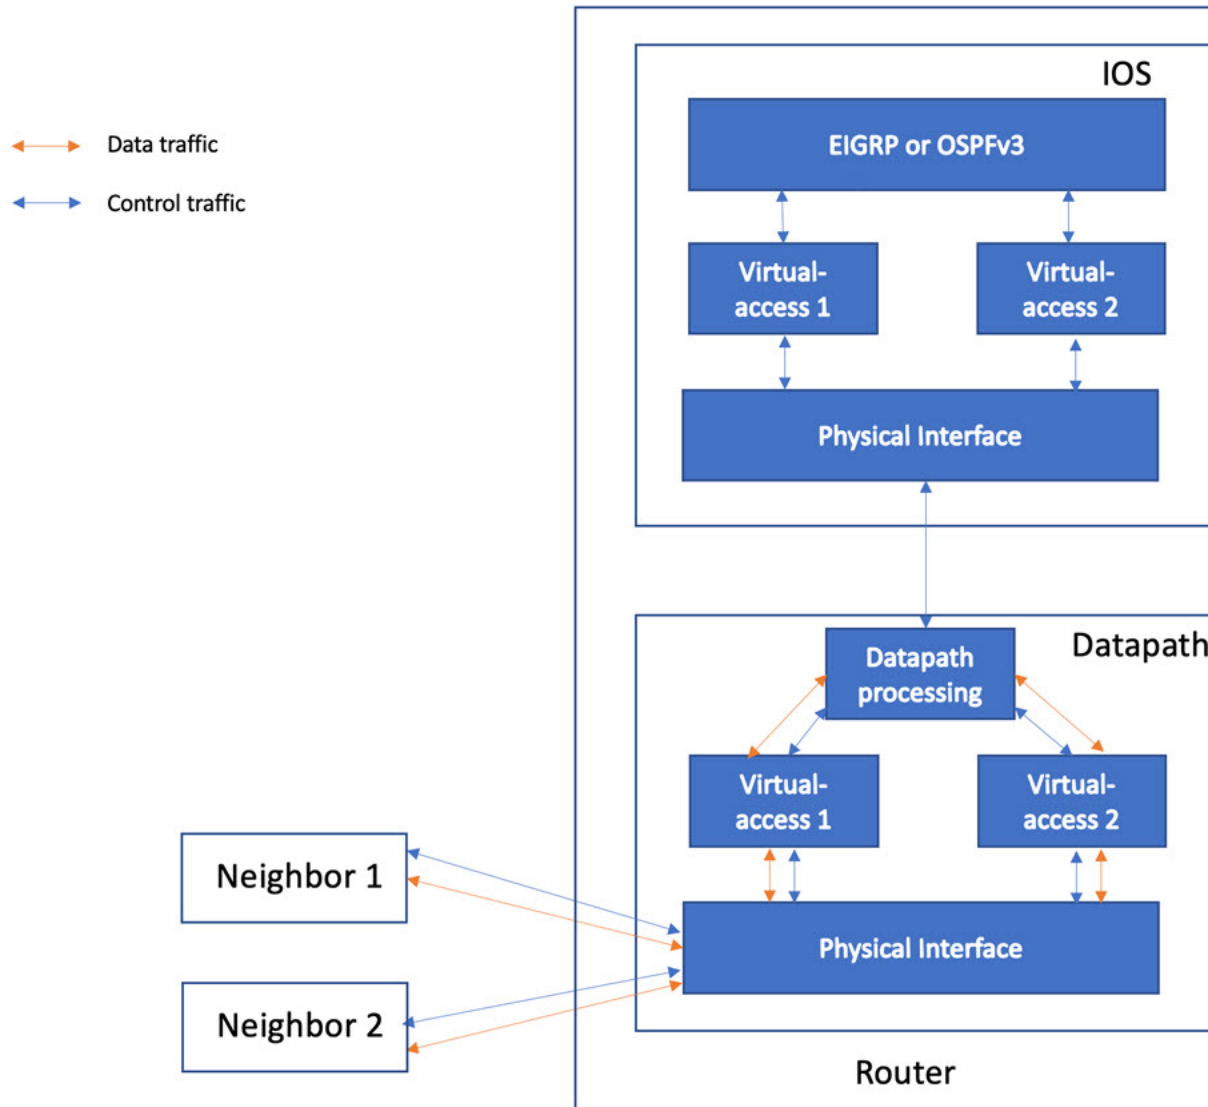 IOS
EIGRP or OSPFv3
Data traffic
Control traffic
Virtual-
access 1
Virtual-
access 2
Physical Interface
Datapath
Datapath
processing
Virtual-
access 1
Virtual-
access 2
Neighbor 1
Physical Interface
Neighbor 2
Router